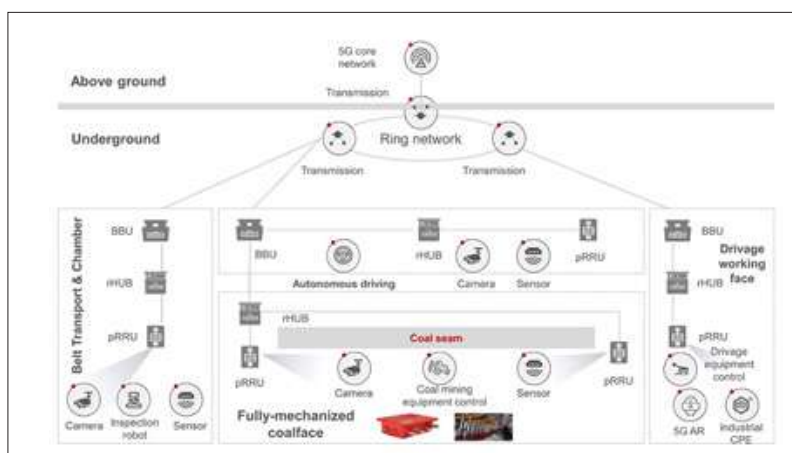 5G core
network
Above ground
Transmission
Underground
Ring network
Transmission
Transmission
Belt Transport & Chamber
BBU
rHUB
pRRU
Camera
Inspection
robot
Sensor
BBU
rHUB
pRRU
Autonomous driving
Camera
Sensor
rHUB
Coal seam
pRRU
Camera
Coal mining
equipment control
Sensor
pRRU
Fully-mechanized
coalface
BBU
Drivage
working
face
rHUB
pRRU
Drivage
equipment
control
5G AR
Industrial
CPE